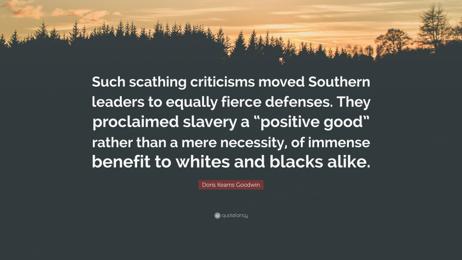 Such scathing criticisms moved Southern
leaders to equally fierce defenses. They
proclaimed slavery a “positive good”
rather than a mere necessity, of immense
benefit to whites and blacks alike.
Doris Kearns Goodwin
quotefancy